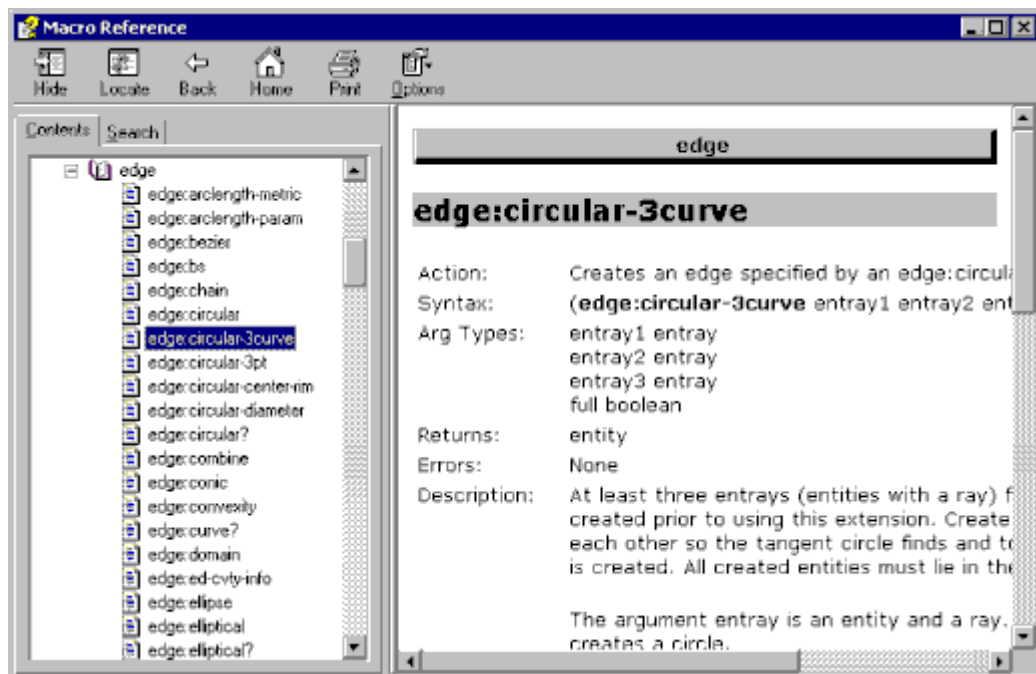 Macro Reference
Hide Locate Back Home Print Options
Contents Search
edge
edge:arclength-metric
edge:arclength-param
edge:bezier
edge:bs
edge:chain
edge:circular
edge:circular-3curve
edge:circular-3pt
edge:circular-center-rim
edge:circular-diameter
edge:circular?
edge:combine
edge:conic
edge:convexity
edge:curve?
edge:domain
edge:ed-cvty-info
edge:ellipse
edge:elliptical
edge:elliptical?
edge
edge:circular-3curve
Action: Creates an edge specified by an edge:circul
Syntax: (edge:circular-3curve entray1 entray2 ent
Arg Types: entray1 entray
entray2 entray
entray3 entray
full boolean
Returns: entity
Errors: None
Description: At least three entrays (entities with a ray) f
created prior to using this extension. Create
each other so the tangent circle finds and to
is created. All created entities must lie in the
The argument entray is an entity and a ray.
creates a circle.